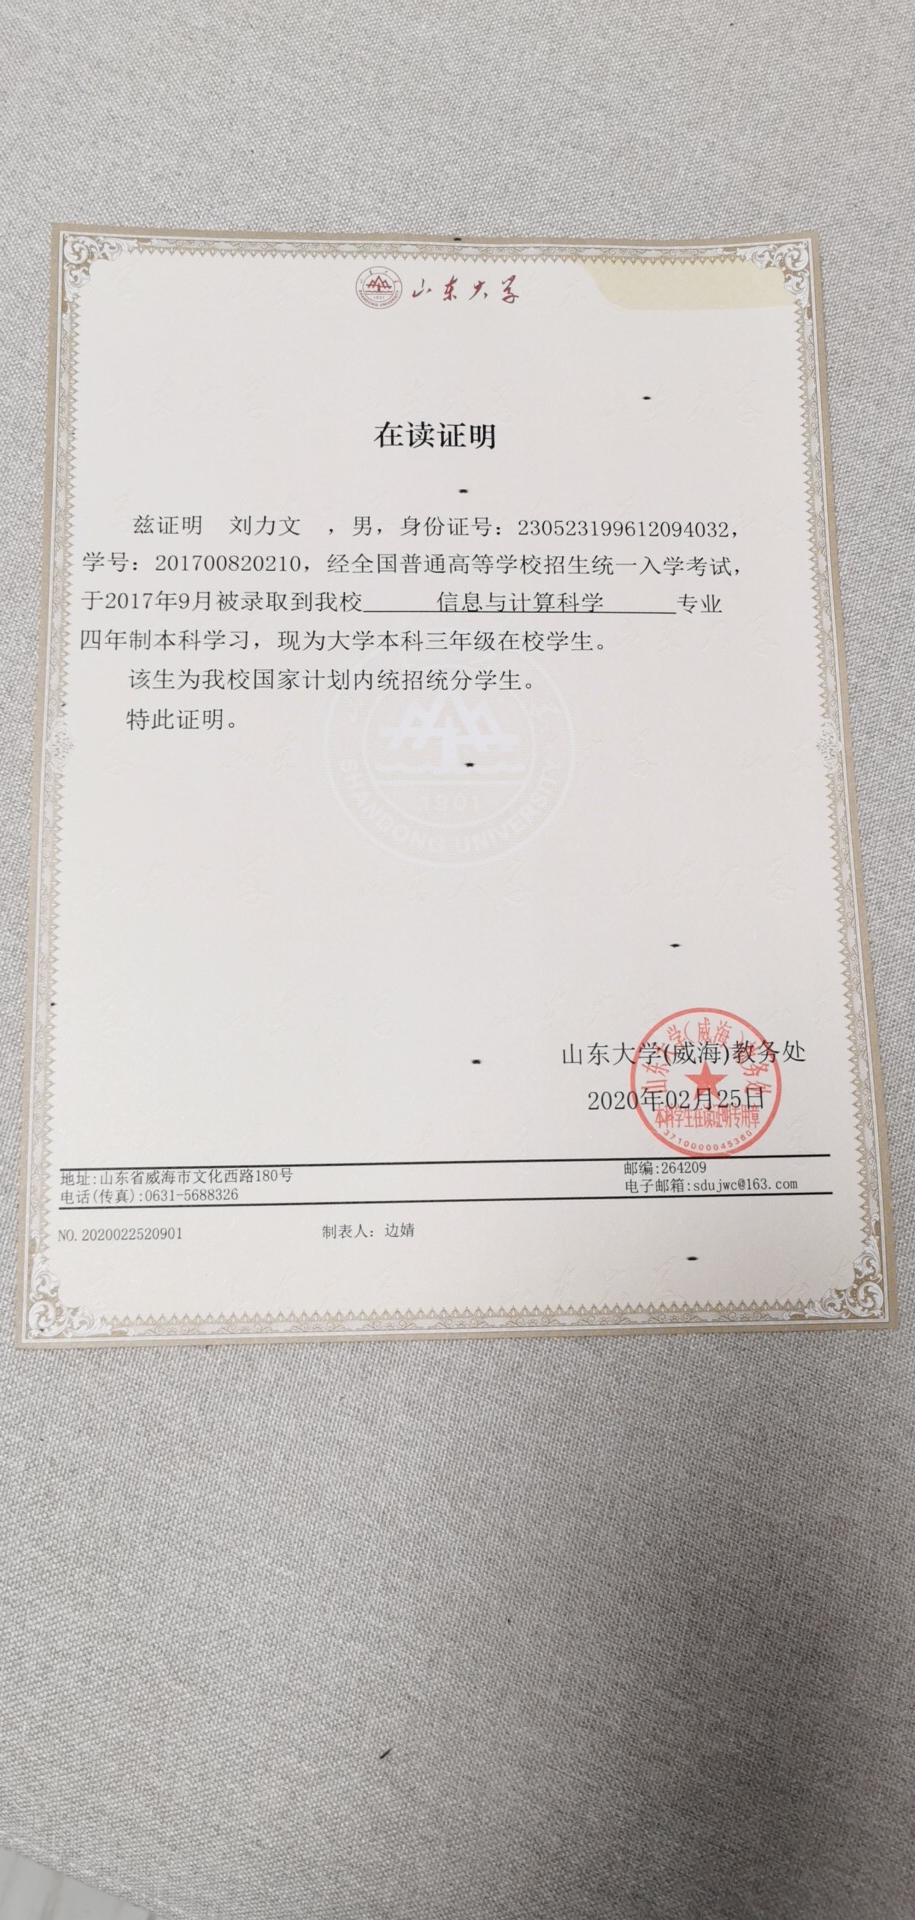 山东大学
在读证明
兹证明 刘力文 ，男，身份证号：230523199612094032，
学号：201700820210，经全国普通高等学校招生统一入学考试，
于2017年9月被录取到我校 信息与计算科学 专业
四年制本科学习，现为大学本科三年级在校学生。
该生为我校国家计划内统招统分学生。
特此证明。
1901
SHANDONG UNIVERSITY
山东大学(威海)教务处
2020年02月25日
山东大学(威海)教务处
本科学生在读证明专用章
3710000045380
地址:山东省威海市文化西路180号 邮编:264209
电话(传真):0631-5688326 电子邮箱:sdujwc@163.com
NO.2020022520901 制表人：边婧